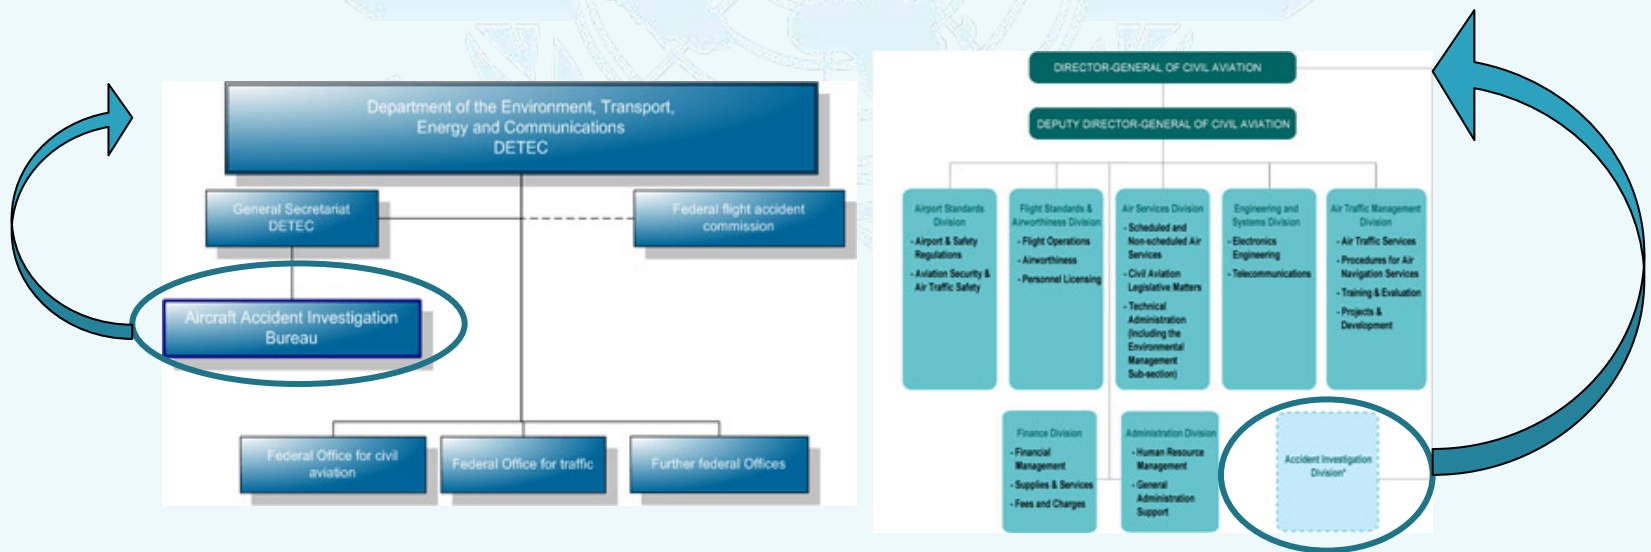 Department of the Environment, Transport,
Energy and Communications
DETEC
General Secretariat
DETEC
Federal flight accident
commission
Aircraft Accident Investigation
Bureau
Federal Office for civil
aviation
Federal Office for traffic
Further federal Offices
DIRECTOR-GENERAL OF CIVIL AVIATION
DEPUTY DIRECTOR-GENERAL OF CIVIL AVIATION
Airport Standards
Division
- Airport & Safety
Regulations
- Aviation Security &
Air Traffic Safety
Flight Standards &
Airworthiness Division
- Flight Operations
- Airworthiness
- Personnel Licensing
Air Services Division
- Scheduled and
Non-scheduled Air
Services
- Civil Aviation
Legislative Matters
- Technical
Administration
(Including the
Environmental
Management
Sub-section)
Engineering and
Systems Division
- Electronics
Engineering
- Telecommunications
Air Traffic Management
Division
- Air Traffic Services
- Procedures for Air
Navigation Services
- Training & Evaluation
- Projects &
Development
Finance Division
- Financial
Management
- Supplies & Services
- Fees and Charges
Administration Division
- Human Resource
Management
- General
Administration
Support
Accident Investigation
Division*